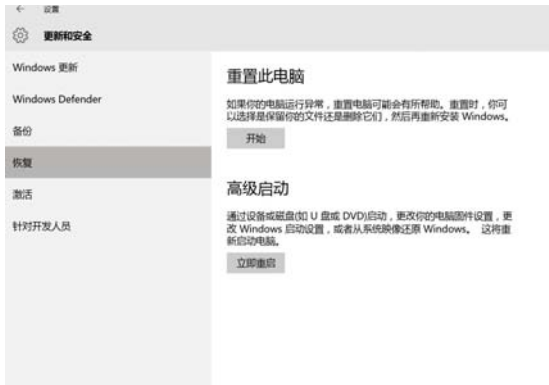 ← 设置
更新和安全
Windows 更新
Windows Defender
备份
恢复
激活
针对开发人员
重置此电脑
如果你的电脑运行异常，重置电脑可能会有所帮助。重置时，你可
以选择是保留你的文件还是删除它们，然后再重新安装 Windows。
开始
高级启动
通过设备或磁盘(如 U 盘或 DVD)启动，更改你的电脑固件设置，更
改 Windows 启动设置，或者从系统映像还原 Windows。 这将重
新启动电脑。
立即重启